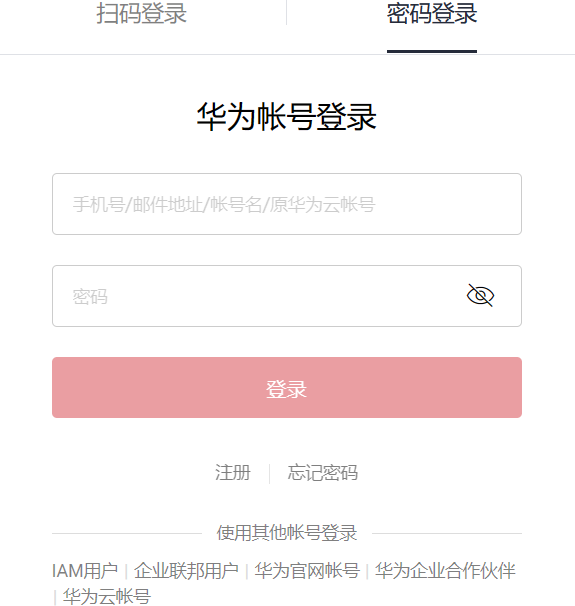 扫码登录 密码登录
华为帐号登录
手机号/邮件地址/帐号名/原华为云帐号
密码
登录
注册 | 忘记密码
使用其他帐号登录
IAM用户 | 企业联邦用户 | 华为官网帐号 | 华为企业合作伙伴
| 华为云帐号